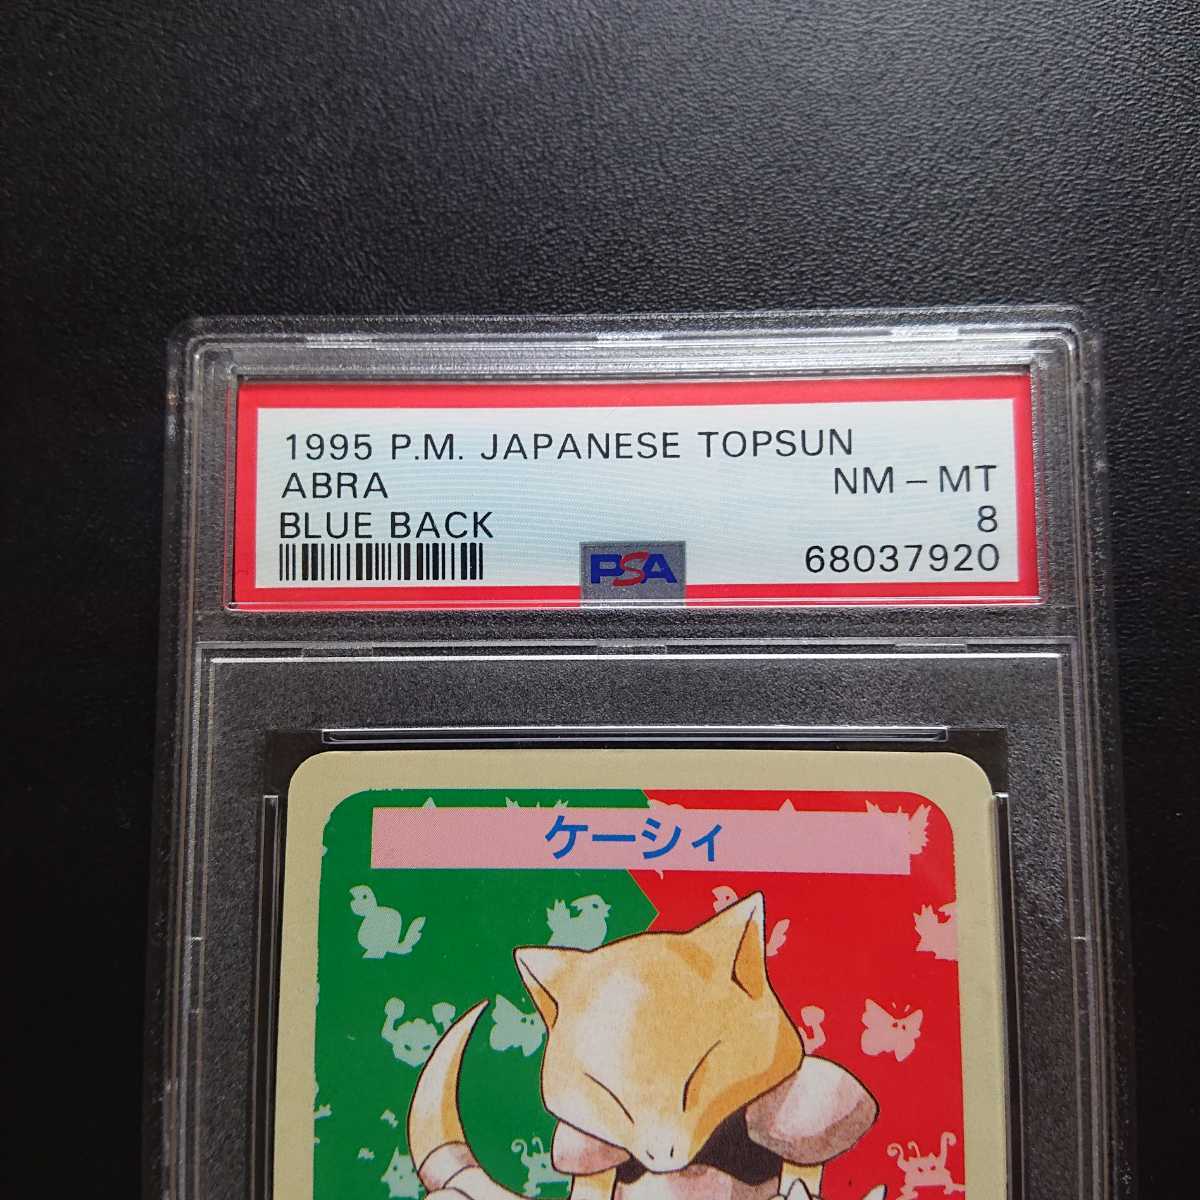 1995 P.M. JAPANESE TOPSUN
ABRA NM - MT
BLUE BACK 8
PSA 68037920
ケーシィ